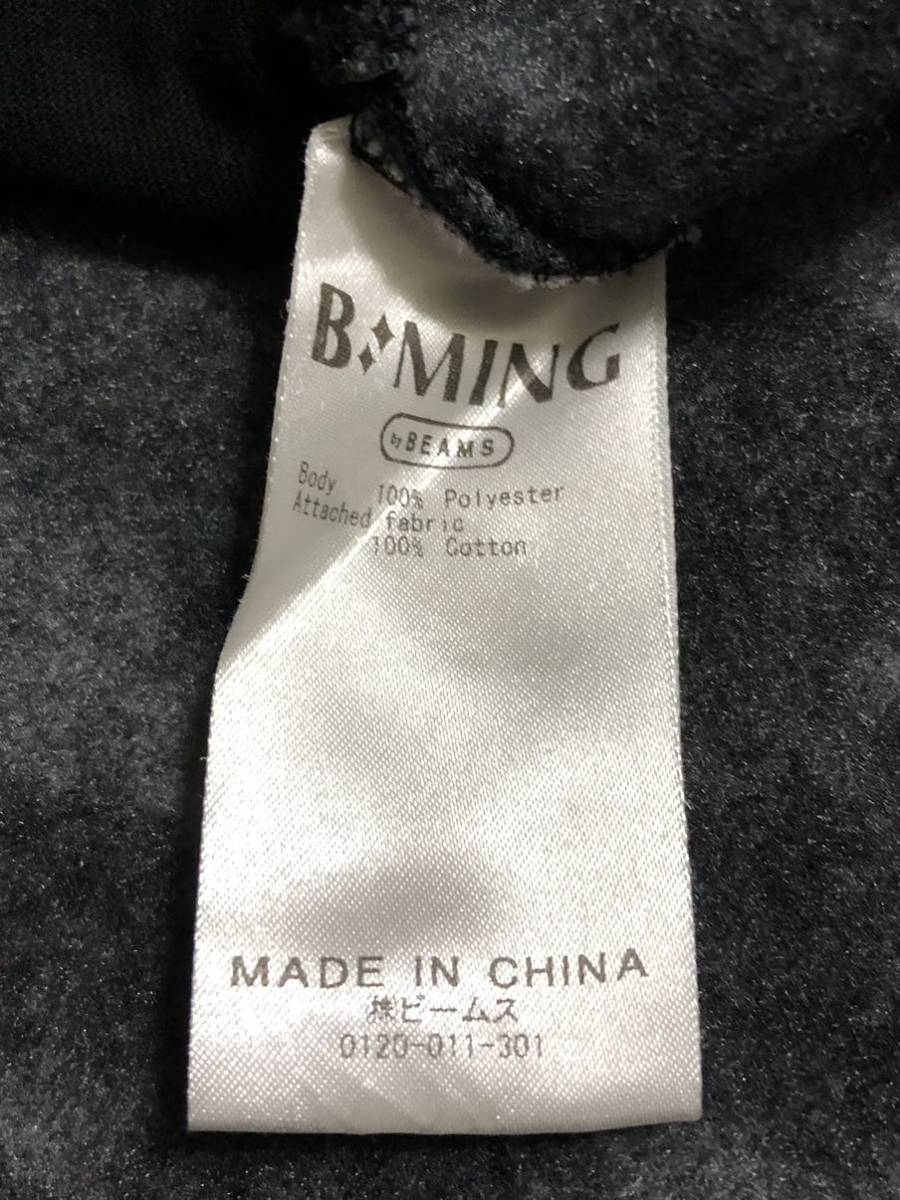 B:MING
by BEAMS
Body 100% Polyester
Attached fabric
100% Cotton
MADE IN CHINA
㈱ビームス
0120-011-301